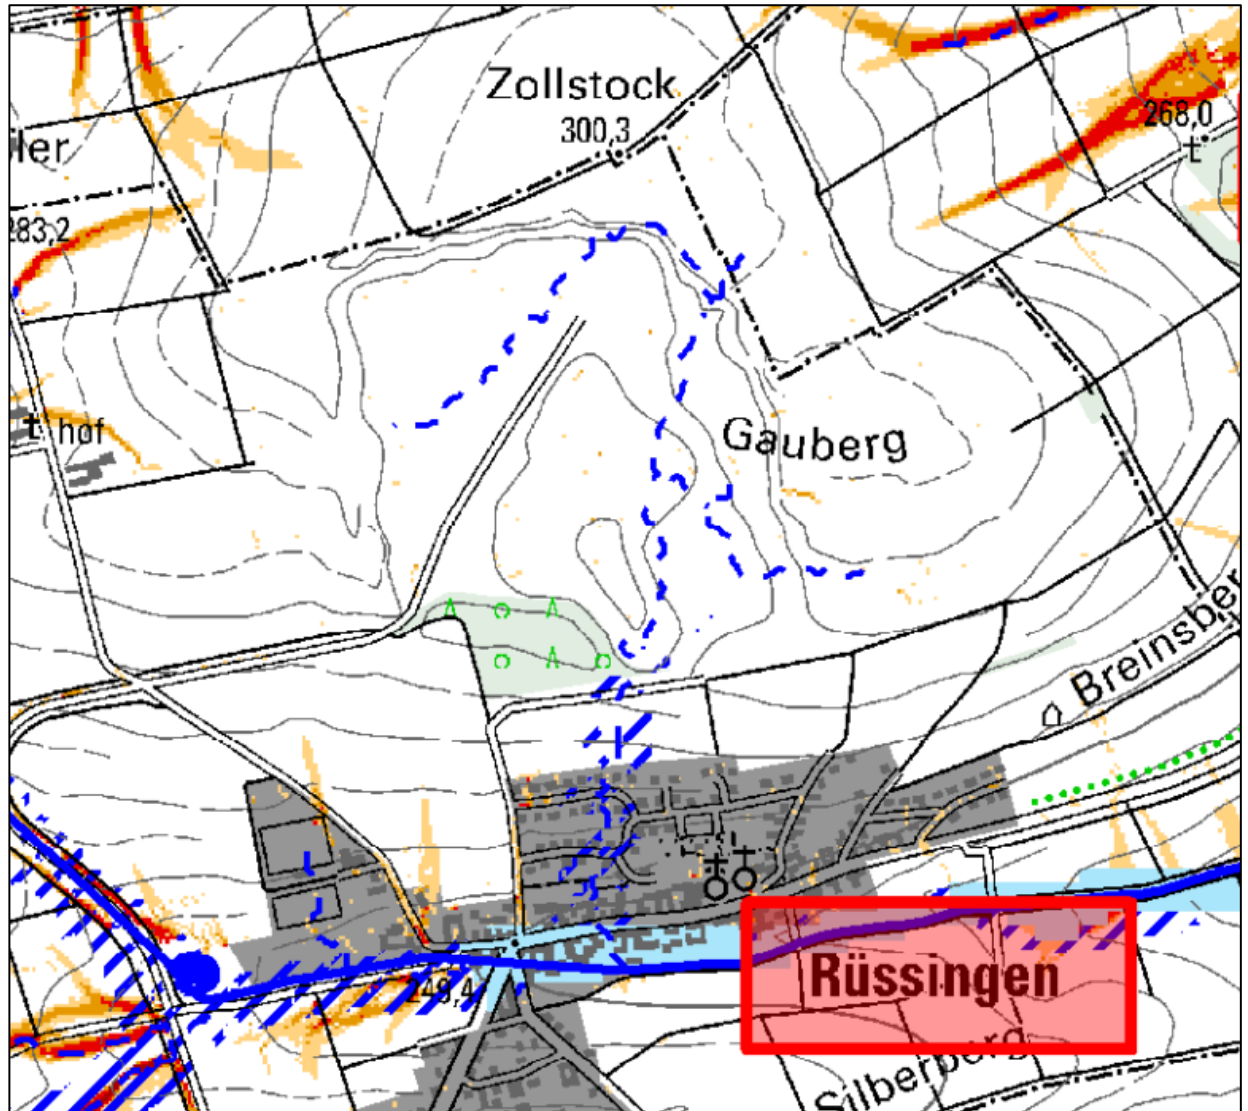 Zollstock
300,3
268,0
ler
283,2
hof
Gauberg
Breinsber
249,4
Rüssingen
Silberberg